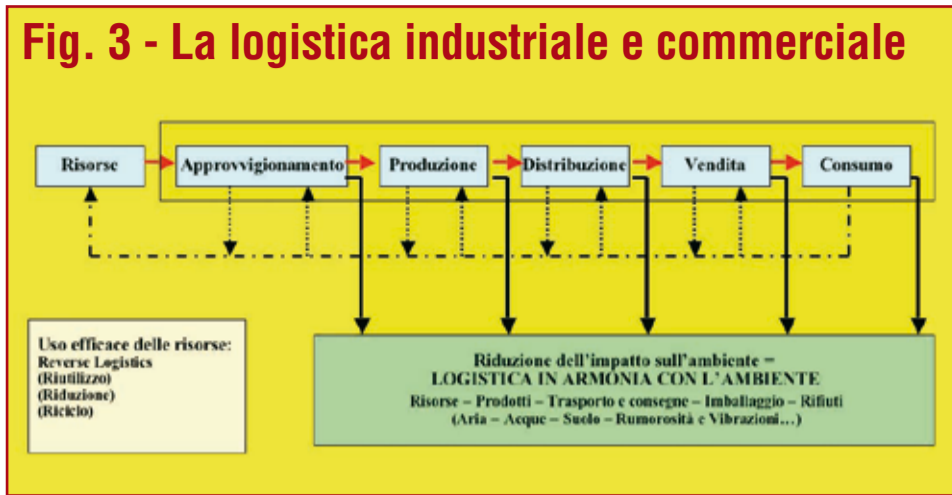 Fig. 3 - La logistica industriale e commerciale
Risorse
Approvvigionamento
Produzione
Distribuzione
Vendita
Consumo
Uso efficace delle risorse:
Reverse Logistics
(Riutilizzo)
(Riduzione)
(Riciclo)
Riduzione dell'impatto sull'ambiente =
LOGISTICA IN ARMONIA CON L'AMBIENTE
Risorse – Prodotti – Trasporto e consegne – Imballaggio – Rifiuti
(Aria – Acque – Suolo – Rumorosità e Vibrazioni…)